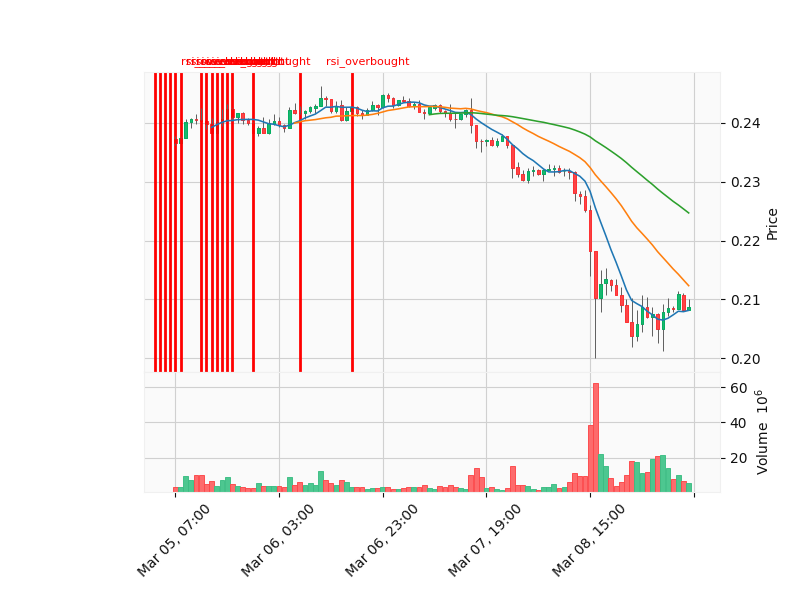 rsi_overbought
0.24
0.23
0.22
0.21
0.20
Price
60
40
20
Volume 10^6
Mar 05, 07:00
Mar 06, 03:00
Mar 06, 23:00
Mar 07, 19:00
Mar 08, 15:00